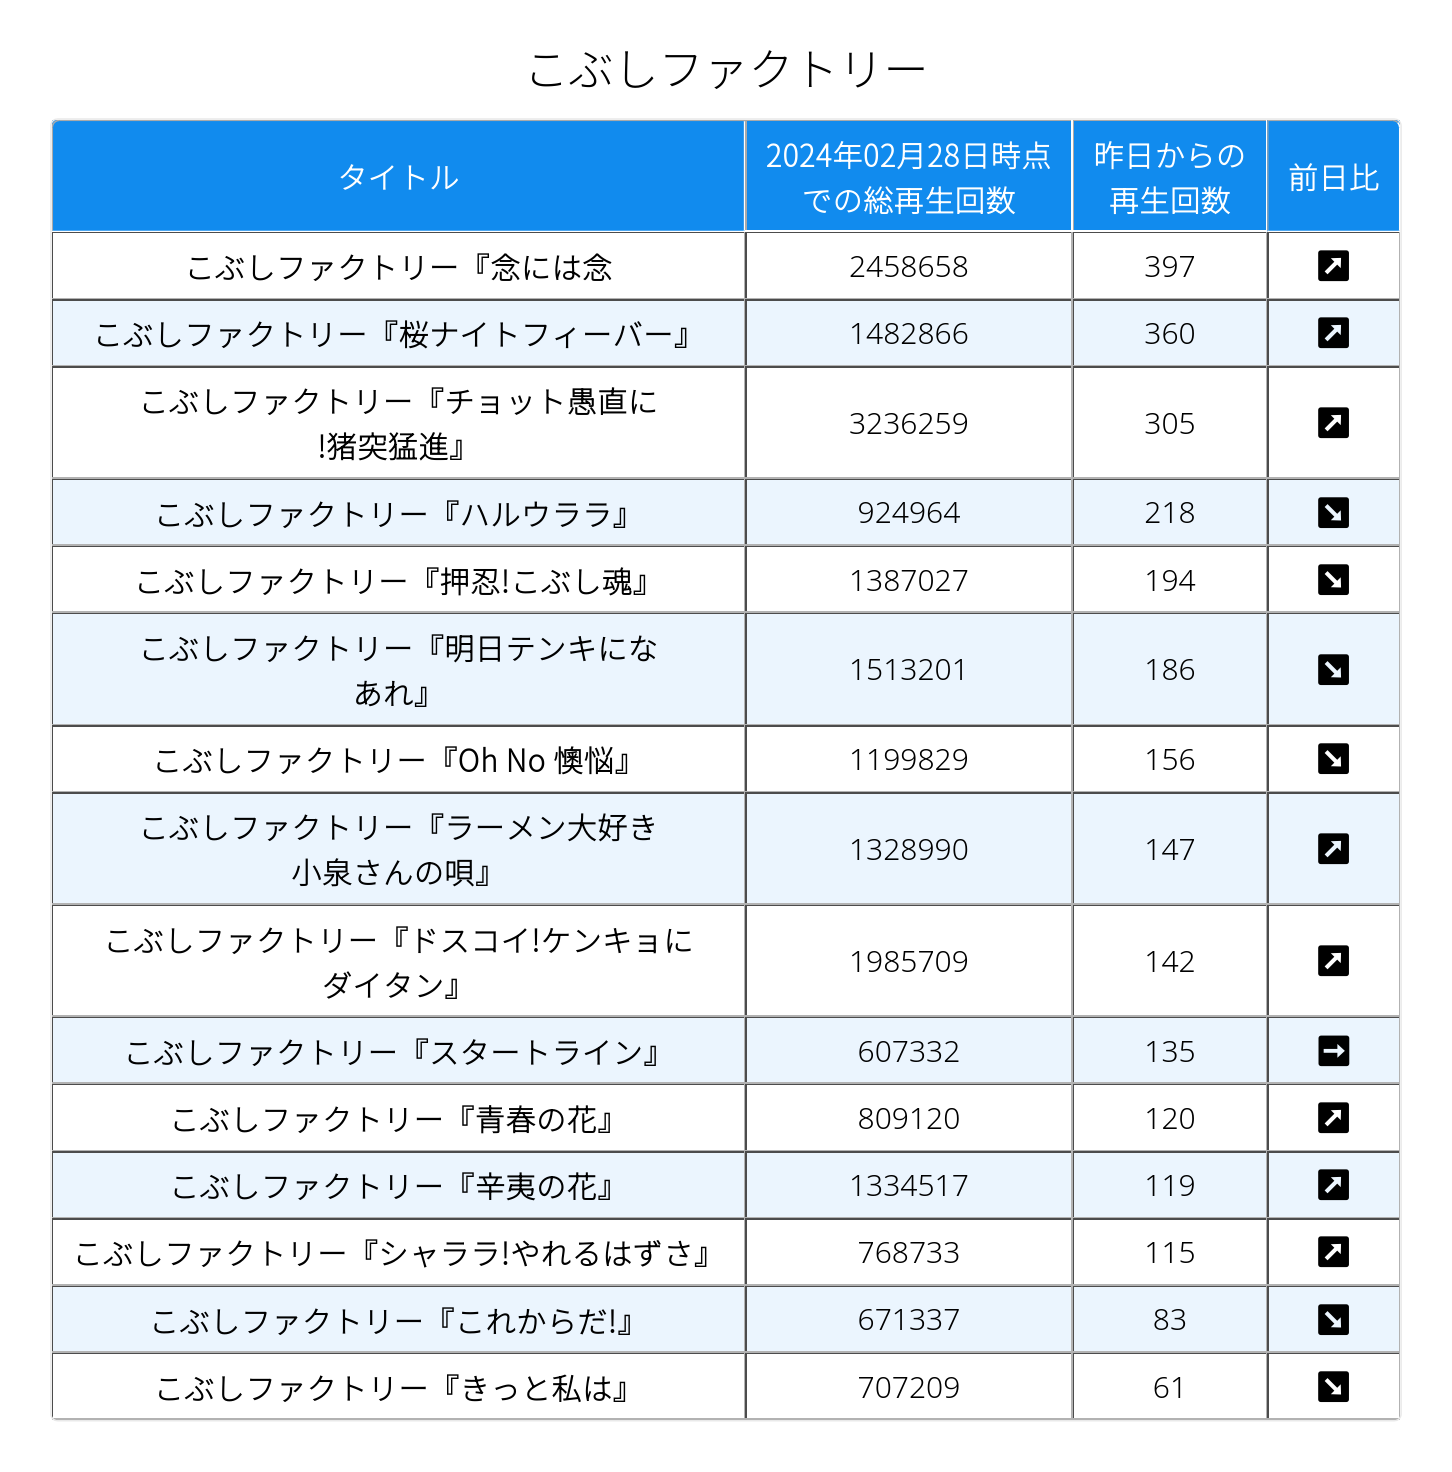 こぶしファクトリー
タイトル
2024年02月28日時点
での総再生回数
昨日からの
再生回数
前日比
こぶしファクトリー『念には念 2458658 397 ↗
こぶしファクトリー『桜ナイトフィーバー』 1482866 360 ↗
こぶしファクトリー『チョット愚直に
!猪突猛進』 3236259 305 ↗
こぶしファクトリー『ハルウララ』 924964 218 ↘
こぶしファクトリー『押忍!こぶし魂』 1387027 194 ↘
こぶしファクトリー『明日テンキにな
あれ』 1513201 186 ↘
こぶしファクトリー『Oh No 懊悩』 1199829 156 ↘
こぶしファクトリー『ラーメン大好き
小泉さんの唄』 1328990 147 ↗
こぶしファクトリー『ドスコイ!ケンキョに
ダイタン』 1985709 142 ↗
こぶしファクトリー『スタートライン』 607332 135 →
こぶしファクトリー『青春の花』 809120 120 ↗
こぶしファクトリー『辛夷の花』 1334517 119 ↗
こぶしファクトリー『シャララ!やれるはずさ』 768733 115 ↗
こぶしファクトリー『これからだ!』 671337 83 ↘
こぶしファクトリー『きっと私は』 707209 61 ↘